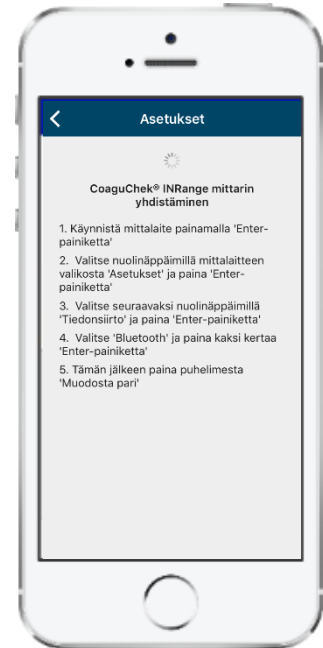 Asetukset
CoaguChek® INRange mittarin
yhdistäminen
1. Käynnistä mittalaite painamalla 'Enter-
painiketta'
2. Valitse nuolinäppäimillä mittalaitteen
valikosta 'Asetukset' ja paina 'Enter-
painiketta'
3. Valitse seuraavaksi nuolinäppäimillä
'Tiedonsiirto' ja paina 'Enter-painiketta'
4. Valitse 'Bluetooth' ja paina kaksi kertaa
'Enter-painiketta'
5. Tämän jälkeen paina puhelimesta
'Muodosta pari'